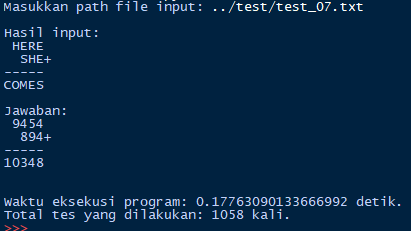 Masukkan path file input: ../test/test_07.txt
Hasil input:
HERE
SHE+
-----
COMES
Jawaban:
9454
894+
-----
10348
Waktu eksekusi program: 0.17763090133666992 detik.
Total tes yang dilakukan: 1058 kali.
>>>